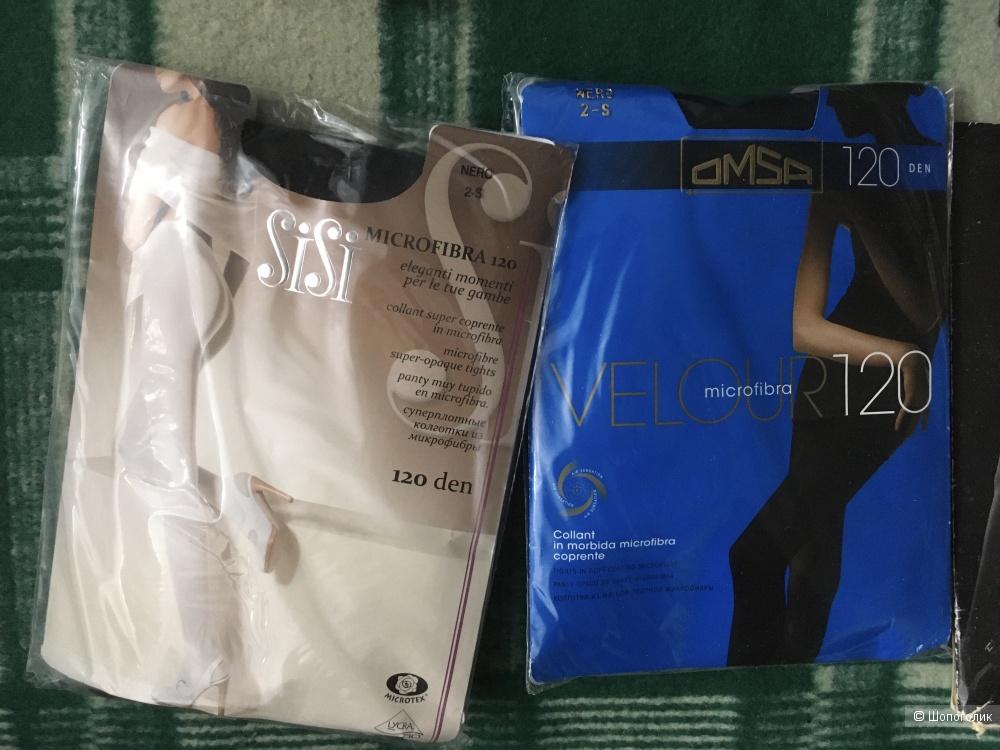 NERO
2-S
SiSi
MICROFIBRA 120
eleganti momenti
per le tue gambe
collant super coprente
in microfibra.
microfibre
super-opaque tights
panty muy tupido
en microfibra.
суперплотные
колготки из
микрофибры
120 den
MICROTEX
LYCRA
NERO
2-S
OMSA
120 DEN
VELOUR 120
microfibra
AIR SENSATION
Collant
in morbida microfibra
coprente
© Шопоголик